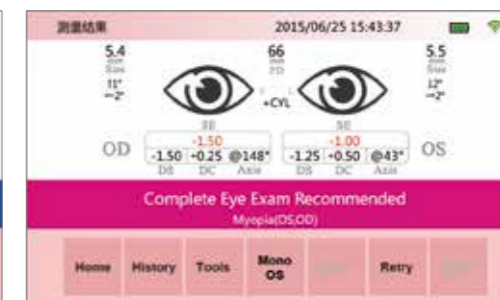 测量结果 2015/06/25 15:43:37
5.4 66 5.5
mm mm mm
Size PD Size
11° 12°
-2° -2°
+CYL
SE SE
OD -1.50 -1.00 OS
-1.50 +0.25 @148° -1.25 +0.50 @43°
DS DC Axis DS DC Axis
Complete Eye Exam Recommended
Myopia(OS,OD)
Home History Tools Mono OS Retry